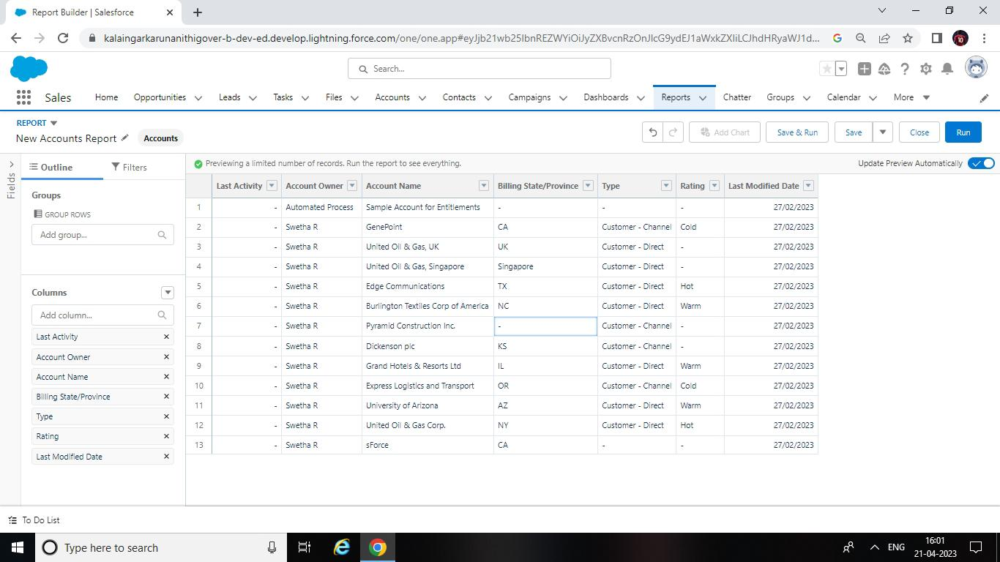 Report Builder | Salesforce
kalaingarkarunanithigover-b-dev-ed.develop.lightning.force.com/one/one.app#eyJjb21wb25lbnREZWYiOiJyZXBvcnRzOnJlcG9ydEJ1aWxkZXIiLCJhdHRyaWJ1d...
Search...
Sales Home Opportunities Leads Tasks Files Accounts Contacts Campaigns Dashboards Reports Chatter Groups Calendar More
REPORT
New Accounts Report Accounts
Add Chart Save & Run Save Close Run
Fields
Outline Filters
Previewing a limited number of records. Run the report to see everything. Update Preview Automatically
Groups
GROUP ROWS
Add group...
Columns
Add column...
Last Activity
Account Owner
Account Name
Billing State/Province
Type
Rating
Last Modified Date
Last Activity Account Owner Account Name Billing State/Province Type Rating Last Modified Date
1 - Automated Process Sample Account for Entitlements - - - 27/02/2023
2 - Swetha R GenePoint CA Customer - Channel Cold 27/02/2023
3 - Swetha R United Oil & Gas, UK UK Customer - Direct - 27/02/2023
4 - Swetha R United Oil & Gas, Singapore Singapore Customer - Direct - 27/02/2023
5 - Swetha R Edge Communications TX Customer - Direct Hot 27/02/2023
6 - Swetha R Burlington Textiles Corp of America NC Customer - Direct Warm 27/02/2023
7 - Swetha R Pyramid Construction Inc. - Customer - Channel - 27/02/2023
8 - Swetha R Dickenson plc KS Customer - Channel - 27/02/2023
9 - Swetha R Grand Hotels & Resorts Ltd IL Customer - Direct Warm 27/02/2023
10 - Swetha R Express Logistics and Transport OR Customer - Channel Cold 27/02/2023
11 - Swetha R University of Arizona AZ Customer - Direct Warm 27/02/2023
12 - Swetha R United Oil & Gas Corp. NY Customer - Direct Hot 27/02/2023
13 - Swetha R sForce CA - - 27/02/2023
To Do List
Type here to search
ENG
16:01
21-04-2023